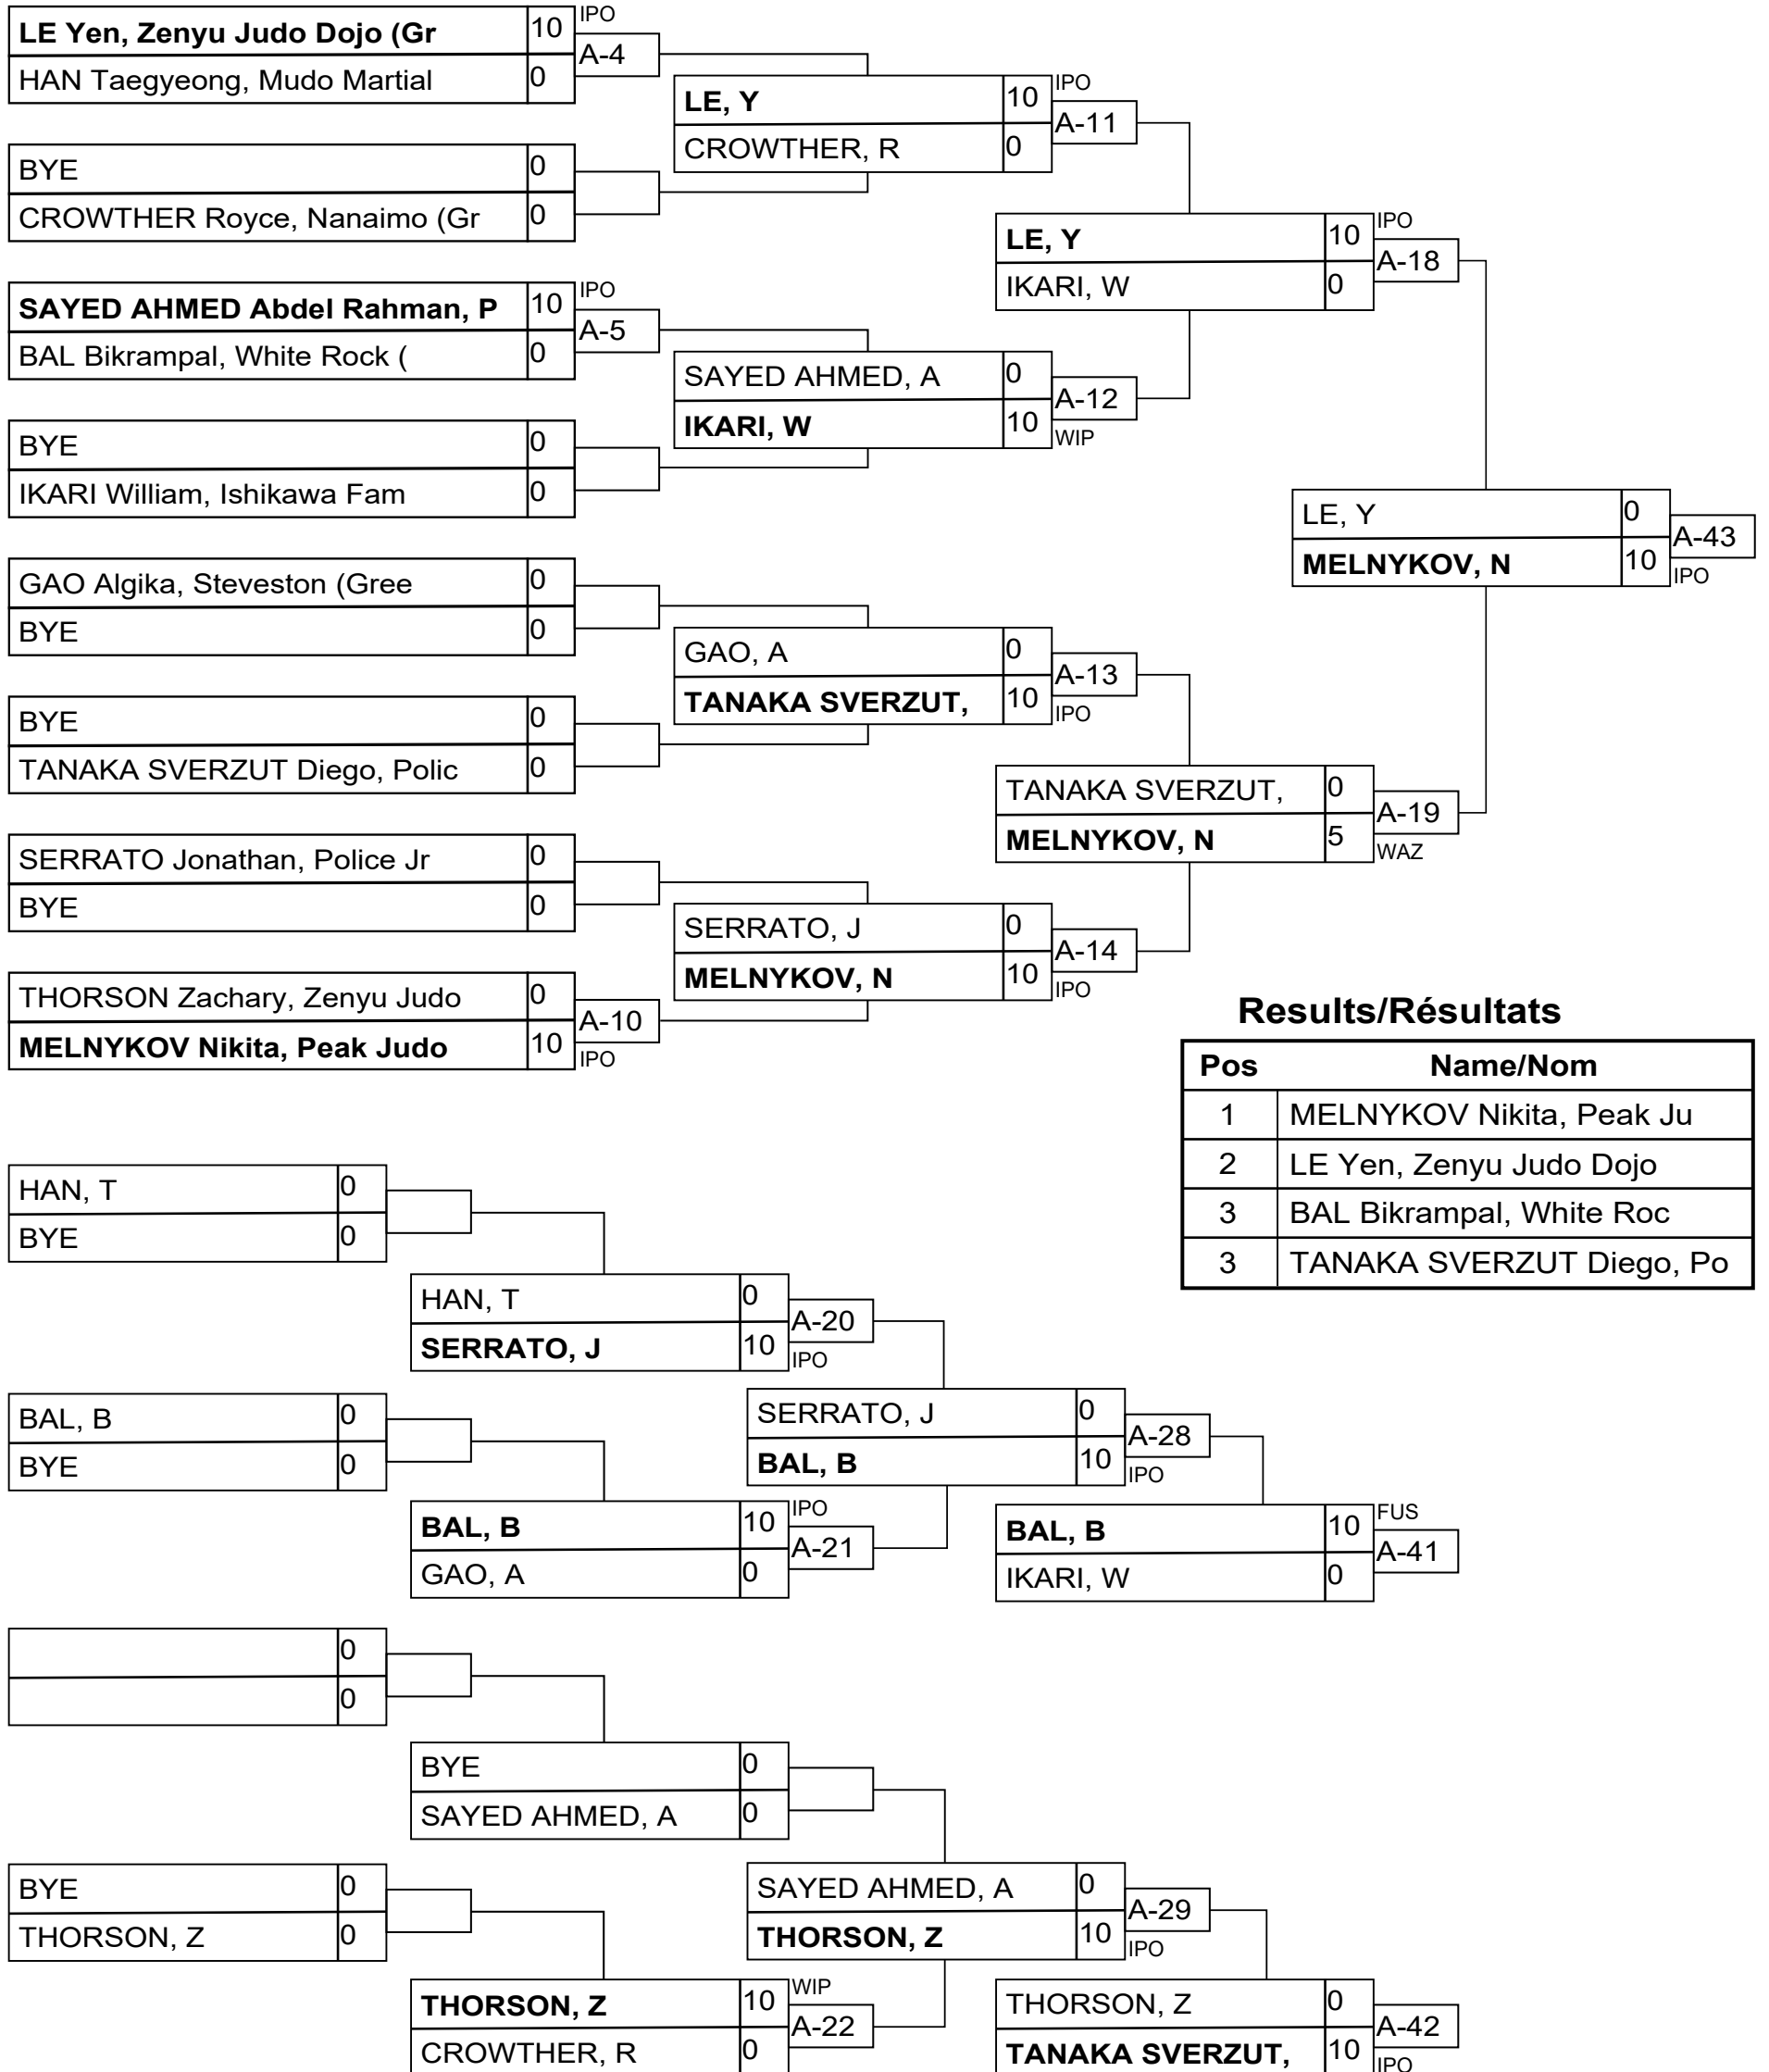 LE Yen, Zenyu Judo Dojo (Gr 10 IPO
A-4
HAN Taegyeong, Mudo Martial 0
LE, Y 10 IPO
A-11
CROWTHER, R 0
BYE 0
CROWTHER Royce, Nanaimo (Gr 0
LE, Y 10 IPO
A-18
IKARI, W 0
SAYED AHMED Abdel Rahman, P 10 IPO
A-5
BAL Bikrampal, White Rock ( 0
SAYED AHMED, A 0
A-12
IKARI, W 10 WIP
BYE 0
IKARI William, Ishikawa Fam 0
LE, Y 0
A-43
MELNYKOV, N 10 IPO
GAO Algika, Steveston (Gree 0
BYE 0
GAO, A 0
A-13
TANAKA SVERZUT, 10 IPO
BYE 0
TANAKA SVERZUT Diego, Polic 0
TANAKA SVERZUT, 0
A-19
MELNYKOV, N 5 WAZ
SERRATO Jonathan, Police Jr 0
BYE 0
SERRATO, J 0
A-14
MELNYKOV, N 10 IPO
THORSON Zachary, Zenyu Judo 0
A-10
MELNYKOV Nikita, Peak Judo 10 IPO
Results/Résultats
Pos Name/Nom
1 MELNYKOV Nikita, Peak Ju
2 LE Yen, Zenyu Judo Dojo
3 BAL Bikrampal, White Roc
3 TANAKA SVERZUT Diego, Po
HAN, T 0
BYE 0
HAN, T 0
A-20
SERRATO, J 10 IPO
BAL, B 0
BYE 0
SERRATO, J 0
A-28
BAL, B 10 IPO
BAL, B 10 IPO
A-21
GAO, A 0
BAL, B 10 FUS
A-41
IKARI, W 0
0
0
BYE 0
SAYED AHMED, A 0
BYE 0
THORSON, Z 0
SAYED AHMED, A 0
A-29
THORSON, Z 10 IPO
THORSON, Z 10 WIP
A-22
CROWTHER, R 0
THORSON, Z 0
A-42
TANAKA SVERZUT, 10 IPO